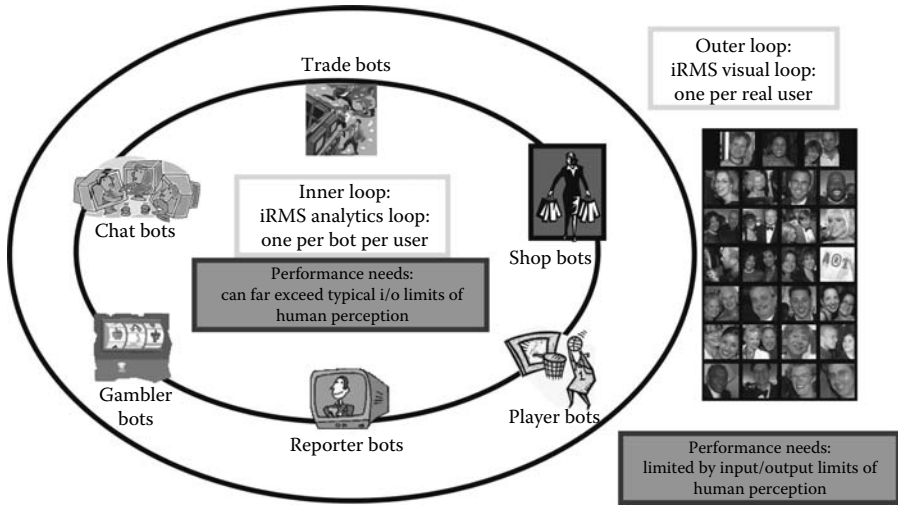 Trade bots
Outer loop:
iRMS visual loop:
one per real user
Chat bots
Inner loop:
iRMS analytics loop:
one per bot per user
Shop bots
Performance needs:
can far exceed typical i/o limits of
human perception
Gambler
bots
Reporter bots
Player bots
Performance needs:
limited by input/output limits of
human perception